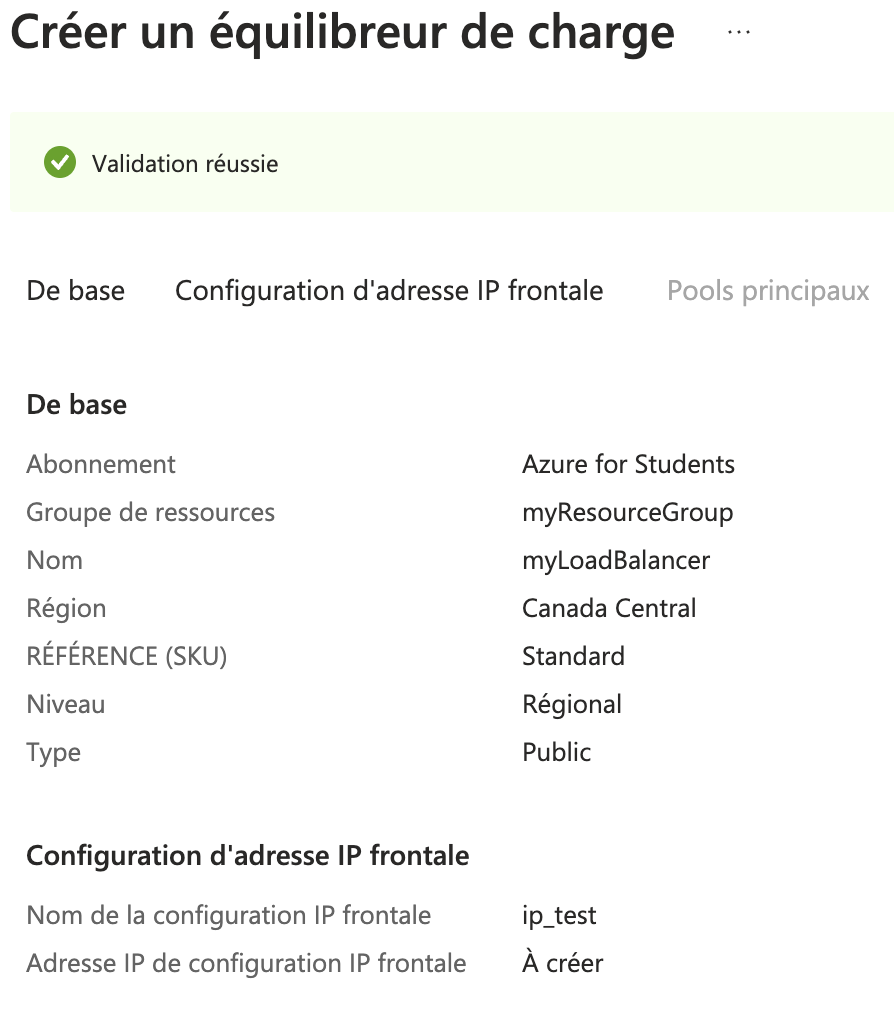 Créer un équilibreur de charge ...
Validation réussie
De base Configuration d'adresse IP frontale Pools principaux
De base
Abonnement Azure for Students
Groupe de ressources myResourceGroup
Nom myLoadBalancer
Région Canada Central
RÉFÉRENCE (SKU) Standard
Niveau Régional
Type Public
Configuration d'adresse IP frontale
Nom de la configuration IP frontale ip_test
Adresse IP de configuration IP frontale À créer